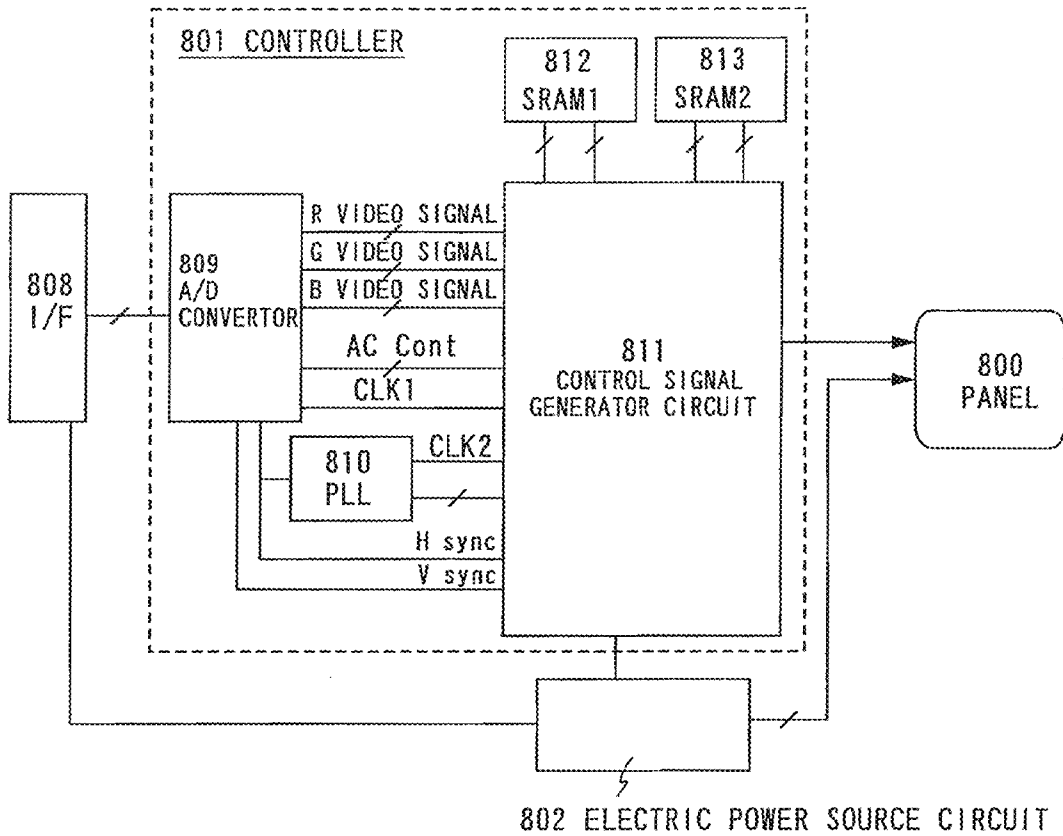 801 CONTROLLER
812
SRAM1
813
SRAM2
808
I/F
809
A/D
CONVERTOR
R VIDEO SIGNAL
G VIDEO SIGNAL
B VIDEO SIGNAL
AC Cont
CLK1
810
PLL
CLK2
H sync
V sync
811
CONTROL SIGNAL
GENERATOR CIRCUIT
800
PANEL
802 ELECTRIC POWER SOURCE CIRCUIT